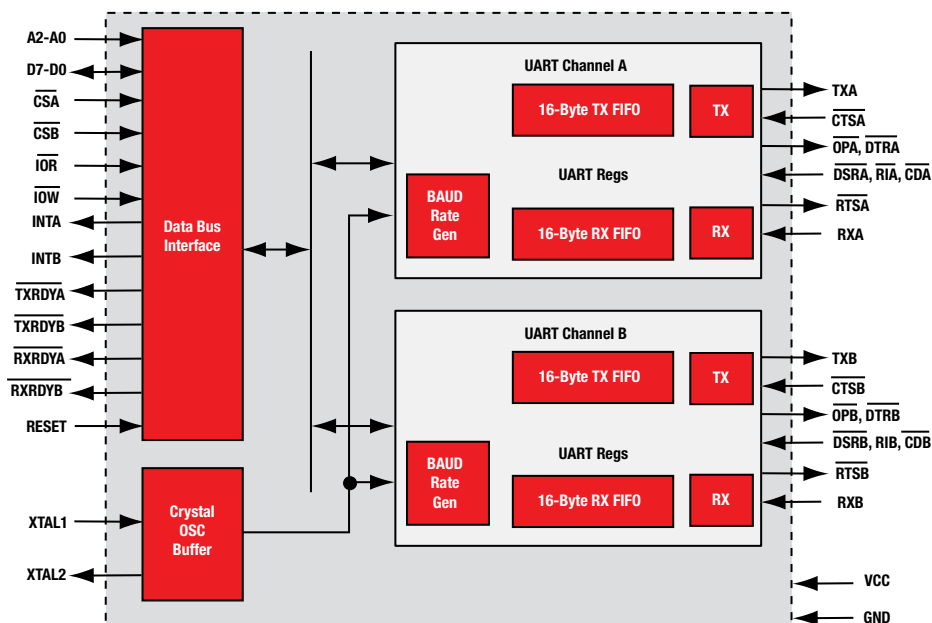 A2-A0
D7-D0
CSA
CSB
IOR
IOW
INTA
INTB
TXRDYA
TXRDYB
RXRDYA
RXRDYB
RESET
XTAL1
XTAL2
Data Bus
Interface
Crystal
OSC
Buffer
UART Channel A
16-Byte TX FIFO
TX
UART Regs
BAUD
Rate
Gen
16-Byte RX FIFO
RX
TXA
CTSA
OPA, DTRA
DSRA, RIA, CDA
RTSA
RXA
UART Channel B
16-Byte TX FIFO
TX
UART Regs
BAUD
Rate
Gen
16-Byte RX FIFO
RX
TXB
CTSB
OPB, DTRB
DSRB, RIB, CDB
RTSB
RXB
VCC
GND